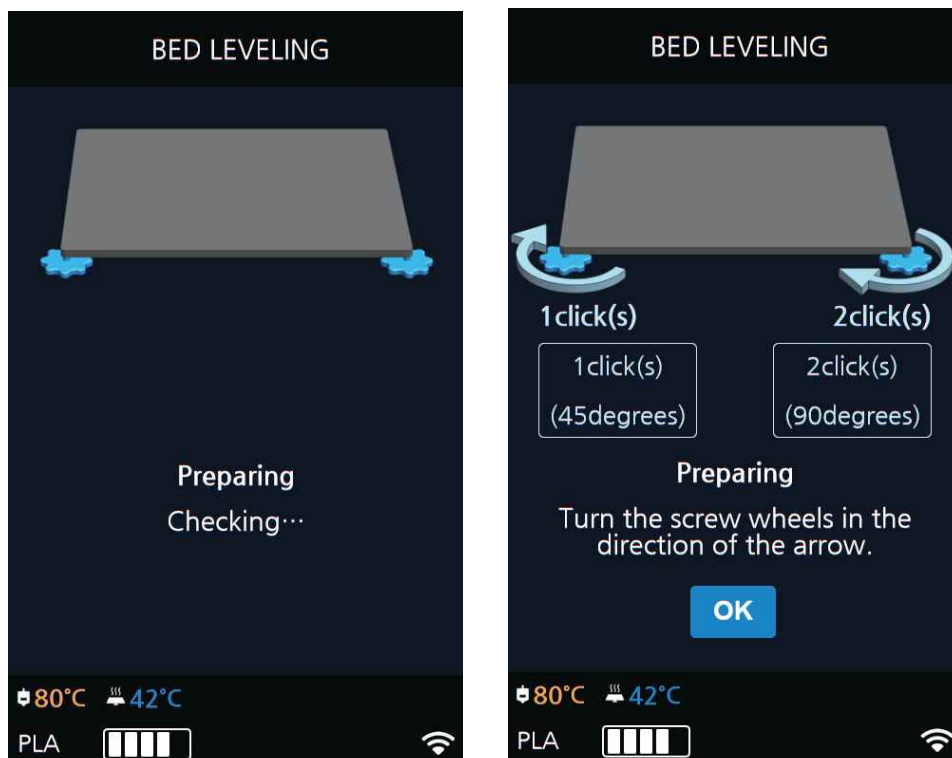 BED LEVELING
Preparing
Checking…
80°C 42°C
PLA
BED LEVELING
1click(s) 2click(s)
1click(s) 2click(s)
(45degrees) (90degrees)
Preparing
Turn the screw wheels in the
direction of the arrow.
OK
80°C 42°C
PLA